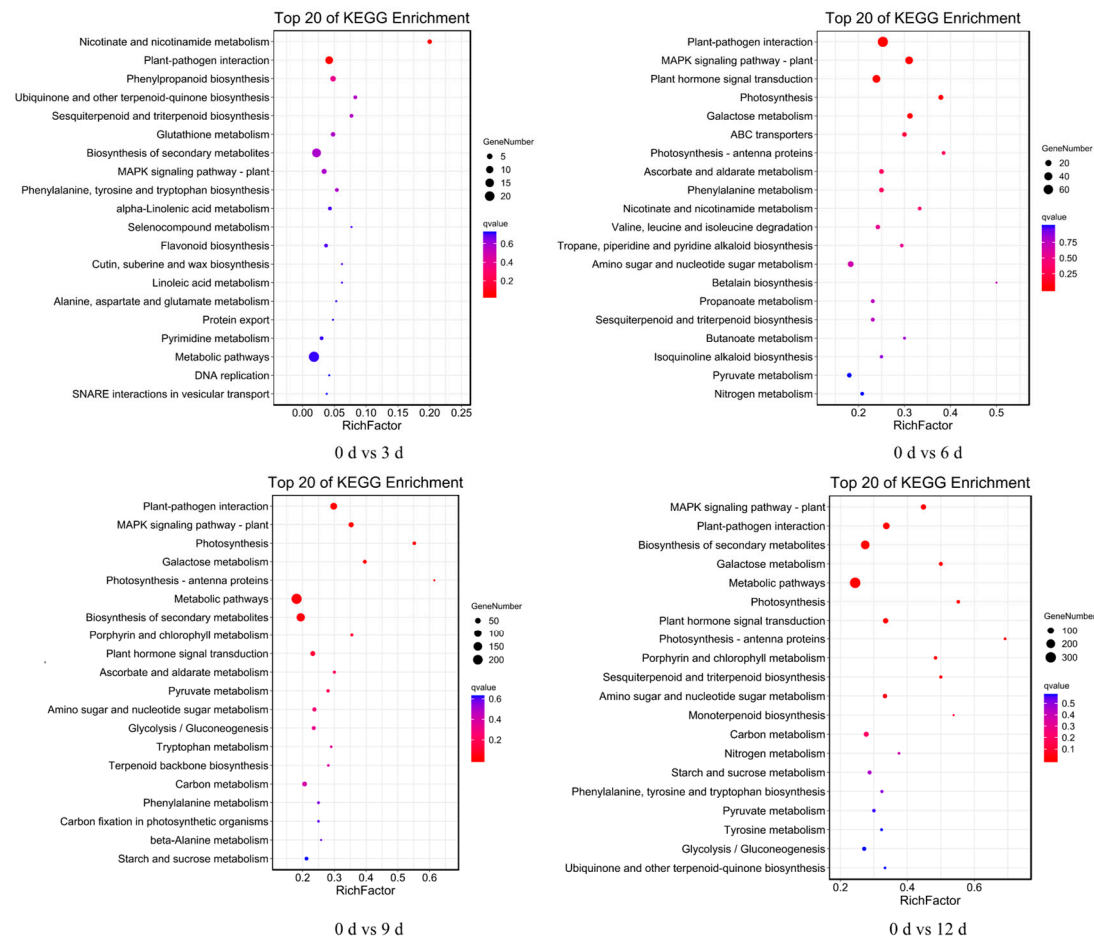 Top 20 of KEGG Enrichment
Nicotinate and nicotinamide metabolism
Plant-pathogen interaction
Phenylpropanoid biosynthesis
Ubiquinone and other terpenoid-quinone biosynthesis
Sesquiterpenoid and triterpenoid biosynthesis
Glutathione metabolism
Biosynthesis of secondary metabolites
MAPK signaling pathway - plant
Phenylalanine, tyrosine and tryptophan biosynthesis
alpha-Linolenic acid metabolism
Selenocompound metabolism
Flavonoid biosynthesis
Cutin, suberine and wax biosynthesis
Linoleic acid metabolism
Alanine, aspartate and glutamate metabolism
Protein export
Pyrimidine metabolism
Metabolic pathways
DNA replication
SNARE interactions in vesicular transport
0.00 0.05 0.10 0.15 0.20 0.25
RichFactor
GeneNumber
5
10
15
20
qvalue
0.6
0.4
0.2
0 d vs 3 d
Top 20 of KEGG Enrichment
Plant-pathogen interaction
MAPK signaling pathway - plant
Plant hormone signal transduction
Photosynthesis
Galactose metabolism
ABC transporters
Photosynthesis - antenna proteins
Ascorbate and aldarate metabolism
Phenylalanine metabolism
Nicotinate and nicotinamide metabolism
Valine, leucine and isoleucine degradation
Tropane, piperidine and pyridine alkaloid biosynthesis
Amino sugar and nucleotide sugar metabolism
Betalain biosynthesis
Propanoate metabolism
Sesquiterpenoid and triterpenoid biosynthesis
Butanoate metabolism
Isoquinoline alkaloid biosynthesis
Pyruvate metabolism
Nitrogen metabolism
0.2 0.3 0.4 0.5
RichFactor
GeneNumber
20
40
60
qvalue
0.75
0.50
0.25
0 d vs 6 d
Top 20 of KEGG Enrichment
Plant-pathogen interaction
MAPK signaling pathway - plant
Photosynthesis
Galactose metabolism
Photosynthesis - antenna proteins
Metabolic pathways
Biosynthesis of secondary metabolites
Porphyrin and chlorophyll metabolism
Plant hormone signal transduction
Ascorbate and aldarate metabolism
Pyruvate metabolism
Amino sugar and nucleotide sugar metabolism
Glycolysis / Gluconeogenesis
Tryptophan metabolism
Terpenoid backbone biosynthesis
Carbon metabolism
Phenylalanine metabolism
Carbon fixation in photosynthetic organisms
beta-Alanine metabolism
Starch and sucrose metabolism
0.2 0.3 0.4 0.5 0.6
RichFactor
GeneNumber
50
100
150
200
qvalue
0.6
0.4
0.2
0 d vs 9 d
Top 20 of KEGG Enrichment
MAPK signaling pathway - plant
Plant-pathogen interaction
Biosynthesis of secondary metabolites
Galactose metabolism
Metabolic pathways
Photosynthesis
Plant hormone signal transduction
Photosynthesis - antenna proteins
Porphyrin and chlorophyll metabolism
Sesquiterpenoid and triterpenoid biosynthesis
Amino sugar and nucleotide sugar metabolism
Monoterpenoid biosynthesis
Carbon metabolism
Nitrogen metabolism
Starch and sucrose metabolism
Phenylalanine, tyrosine and tryptophan biosynthesis
Pyruvate metabolism
Tyrosine metabolism
Glycolysis / Gluconeogenesis
Ubiquinone and other terpenoid-quinone biosynthesis
0.2 0.4 0.6
RichFactor
GeneNumber
100
200
300
qvalue
0.5
0.4
0.3
0.2
0.1
0 d vs 12 d